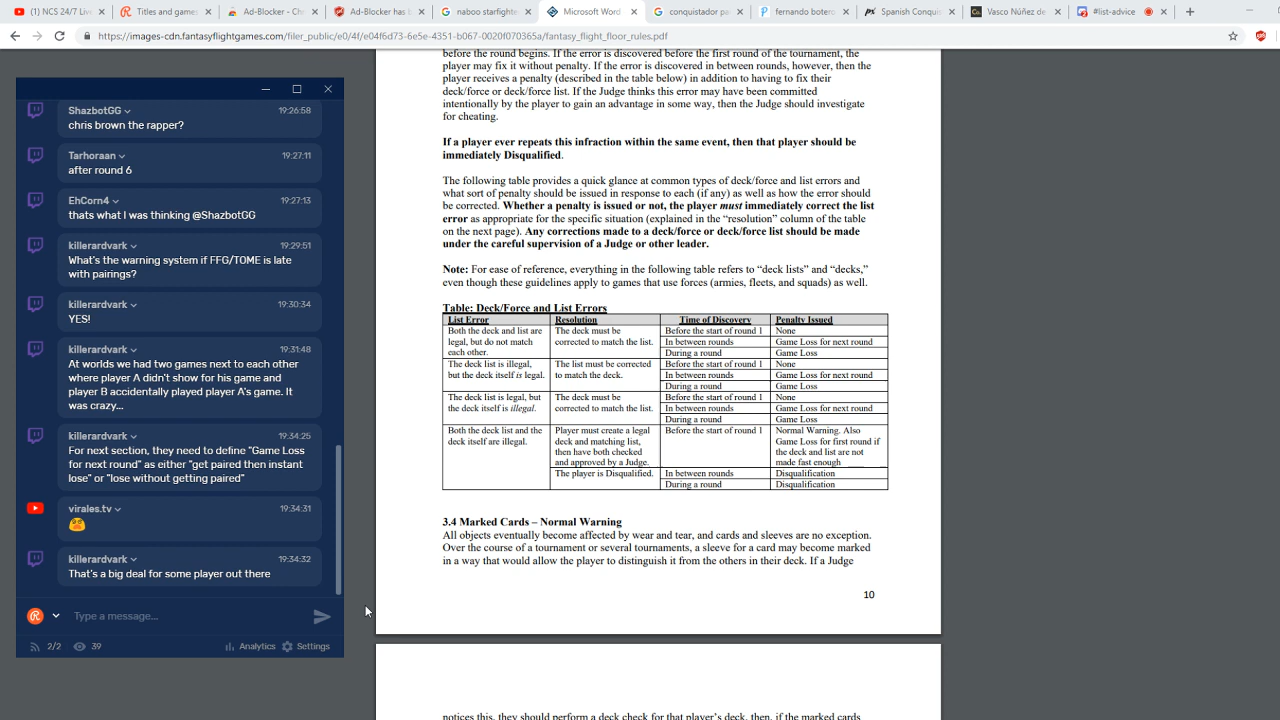 (1) NCS 24/7 Live
Titles and games
Ad-Blocker - Chr
Ad-Blocker has b
naboo starfighte
Microsoft Word
conquistador pa
fernando botero
Spanish Conqui
Vasco Núñez de
#list-advice
https://images-cdn.fantasyflightgames.com/filer_public/e0/4f/e04f6d73-6e5e-4351-b067-0020f070365a/fantasy_flight_floor_rules.pdf
ShazbotGG 19:26:58
chris brown the rapper?
Tarhoraan 19:27:11
after round 6
EhCorn4 19:27:13
thats what I was thinking @ShazbotGG
killerardvark 19:29:51
What's the warning system if FFG/TOME is late
with pairings?
killerardvark 19:30:34
YES!
killerardvark 19:31:48
At worlds we had two games next to each other
where player A didn't show for his game and
player B accidentally played player A's game. It
was crazy...
killerardvark 19:34:25
For next section, they need to define "Game Loss
for next round" as either "get paired then instant
loss" or "loss without getting paired"
virales.tv 19:34:31
killerardvark 19:34:32
That's a big deal for some player out there
Type a message...
2/2 39 Analytics Settings
before the round begins. If the error is discovered before the first round of the tournament, the
player may fix it without penalty. If the error is discovered in between rounds, however, then the
player receives a penalty (described in the table below) in addition to having to fix their
deck/force or deck/force list. If the Judge thinks this error may have been committed
intentionally by the player to gain an advantage in some way, then the Judge should investigate
for cheating.
If a player ever repeats this infraction within the same event, then that player should be
immediately Disqualified.
The following table provides a quick glance at common types of deck/force and list errors and
what sort of penalty should be issued in response to each (if any) as well as how the error should
be corrected. Whether a penalty is issued or not, the player must immediately correct the list
error as appropriate for the specific situation (explained in the “resolution” column of the table
on the next page). Any corrections made to a deck/force or deck/force list should be made
under the careful supervision of a Judge or other leader.
Note: For ease of reference, everything in the following table refers to “deck lists” and “decks,”
even though these guidelines apply to games that use forces (armies, fleets, and squads) as well.
Table: Deck/Force and List Errors
List Error Resolution Time of Discovery Penalty Issued
Both the deck and list are The deck must be Before the start of round 1 None
legal, but do not match corrected to match the list. In between rounds Game Loss for next round
each other. During a round Game Loss
The deck list is illegal, The list must be corrected Before the start of round 1 None
but the deck itself is legal. to match the deck. In between rounds Game Loss for next round
During a round Game Loss
The deck list is legal, but The deck must be Before the start of round 1 None
the deck itself is illegal. corrected to match the list. In between rounds Game Loss for next round
During a round Game Loss
Both the deck list and the Player must create a legal Before the start of round 1 Normal Warning. Also
deck itself are illegal. deck and matching list, Game Loss for first round if
then have both checked the deck and list are not
and approved by a Judge. made fast enough
The player is Disqualified. In between rounds Disqualification
During a round Disqualification
3.4 Marked Cards – Normal Warning
All objects eventually become affected by wear and tear, and cards and sleeves are no exception.
Over the course of a tournament or several tournaments, a sleeve for a card may become marked
in a way that would allow the player to distinguish it from the others in their deck. If a Judge
10
notices this, they should perform a deck check for that player’s deck, then, if the marked cards